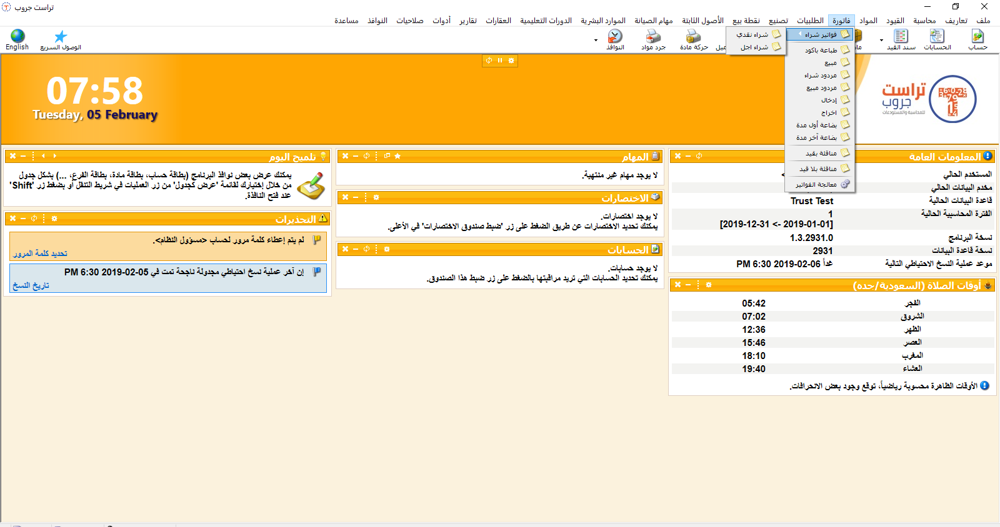 تراست جروب
ملف تعاريف محاسبة القيود المواد فاتورة الطلبيات تصنيع نقطة بيع الأصول الثابتة مهام الصيانة الموارد البشرية الدورات التعليمية العقارات تقارير أدوات صلاحيات النوافذ مساعدة
حساب الحسابات سند القيد حركة مادة جرد مواد النوافذ الوصول السريع English
فواتير شراء
طباعة باكود
مبيع
مردود شراء
مردود مبيع
إدخال
اخراج
بضاعة أول مدة
بضاعة آخر مدة
مناقلة بقيد
مناقلة بلا قيد
معالجة الفواتير
شراء نقدي
شراء اجل
تراست
جروب
للمحاسبة والمستودعات
07:58
Tuesday, 05 February
المعلومات العامة
المستخدم الحالي
مخدم البيانات الحالي
قاعدة البيانات الحالية Trust Test
الفترة المحاسبية الحالية 1
[2019-12-31 <- 2019-01-01]
نسخة البرنامج 1.3.2931.0
نسخة قاعدة البيانات 2931
موعد عملية النسخ الاحتياطي التالية غداً 2019-02-06 6:30 PM
أوقات الصلاة (السعودية/جده)
الفجر 05:42
الشروق 07:02
الظهر 12:36
العصر 15:46
المغرب 18:10
العشاء 19:40
الأوقات الظاهرة محسوبة رياضياً، توقع وجود بعض الانحرافات.
المهام
لا يوجد مهام غير منتهية.
الاختصارات
لا يوجد اختصارات.
يمكنك تحديد الاختصارات عن طريق الضغط على زر 'ضبط صندوق الاختصارات' في الأعلى.
الحسابات
لا يوجد حسابات.
يمكنك تحديد الحسابات التي تريد مراقبتها بالضغط على زر ضبط هذا الصندوق.
تلميح اليوم
يمكنك عرض بعض نوافذ البرنامج (بطاقة حساب، بطاقة مادة، بطاقة الفرع، ...) بشكل جدول
من خلال إختيارك لقائمة 'عرض كجدول' من زر العمليات في شريط التنقل أو بضغط زر 'Shift'
عند فتح النافذة.
التحذيرات
لم يتم إعطاء كلمة مرور لحساب <مسؤول النظام>.
تحديد كلمة المرور
إن آخر عملية نسخ احتياطي مجدولة ناجحة تمت في 05-02-2019 6:30 PM
تاريخ النسخ